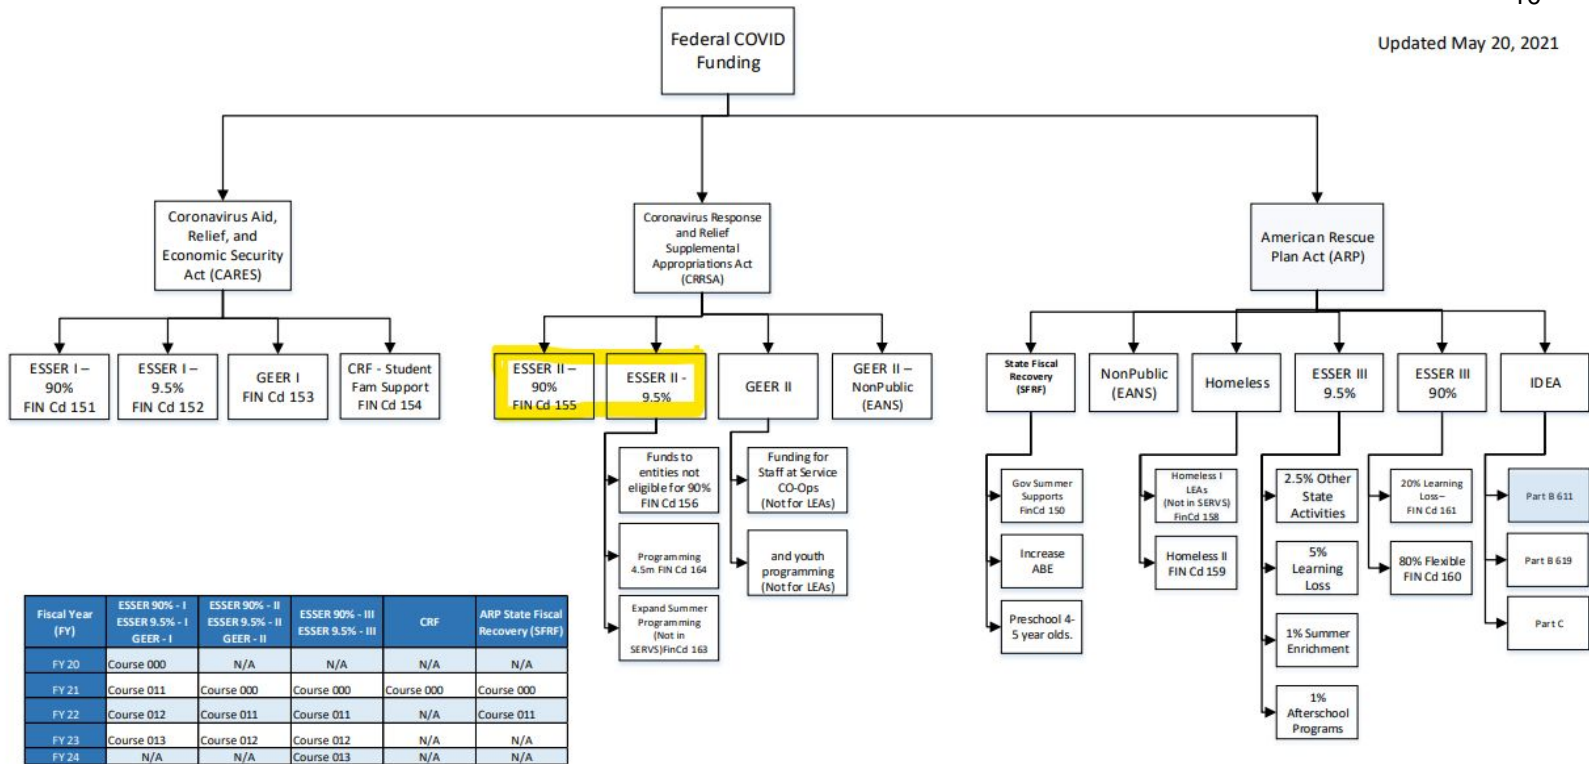 Updated May 20, 2021
Federal COVID
Funding
Coronavirus Aid,
Relief, and
Economic Security
Act (CARES)
Coronavirus Response
and Relief
Supplemental
Appropriations Act
(CRRSA)
American Rescue
Plan Act (ARP)
ESSER I –
90%
FIN Cd 151
ESSER I –
9.5%
FIN Cd 152
GEER I
FIN Cd 153
CRF - Student
Fam Support
FIN Cd 154
ESSER II –
90%
FIN Cd 155
ESSER II -
9.5%
GEER II
GEER II –
NonPublic
(EANS)
State Fiscal
Recovery
(SFRF)
NonPublic
(EANS)
Homeless
ESSER III
9.5%
ESSER III
90%
IDEA
Funds to
entities not
eligible for 90%
FIN Cd 156
Programming
4.5m FIN Cd 164
Expand Summer
Programming
(Not in
SERVS)FinCd 163
Funding for
Staff at Service
CO-Ops
(Not for LEAs)
and youth
programming
(Not for LEAs)
Gov Summer
Supports
FinCd 150
Increase
ABE
Preschool 4-
5 year olds.
Homeless I
LEAs
(Not in SERVS)
FinCd 158
Homeless II
FIN Cd 159
2.5% Other
State
Activities
5%
Learning
Loss
1% Summer
Enrichment
1%
Afterschool
Programs
20% Learning
Loss–
FIN Cd 161
80% Flexible
FIN Cd 160
Part B 611
Part B 619
Part C
Fiscal Year
(FY)
ESSER 90% - I
ESSER 9.5% - I
GEER - I
ESSER 90% - II
ESSER 9.5% - II
GEER - II
ESSER 90% - III
ESSER 9.5% - III
CRF
ARP State Fiscal
Recovery (SFRF)
FY 20 Course 000 N/A N/A N/A N/A
FY 21 Course 011 Course 000 Course 000 Course 000 Course 000
FY 22 Course 012 Course 011 Course 011 N/A Course 011
FY 23 Course 013 Course 012 Course 012 N/A N/A
FY 24 N/A N/A Course 013 N/A N/A